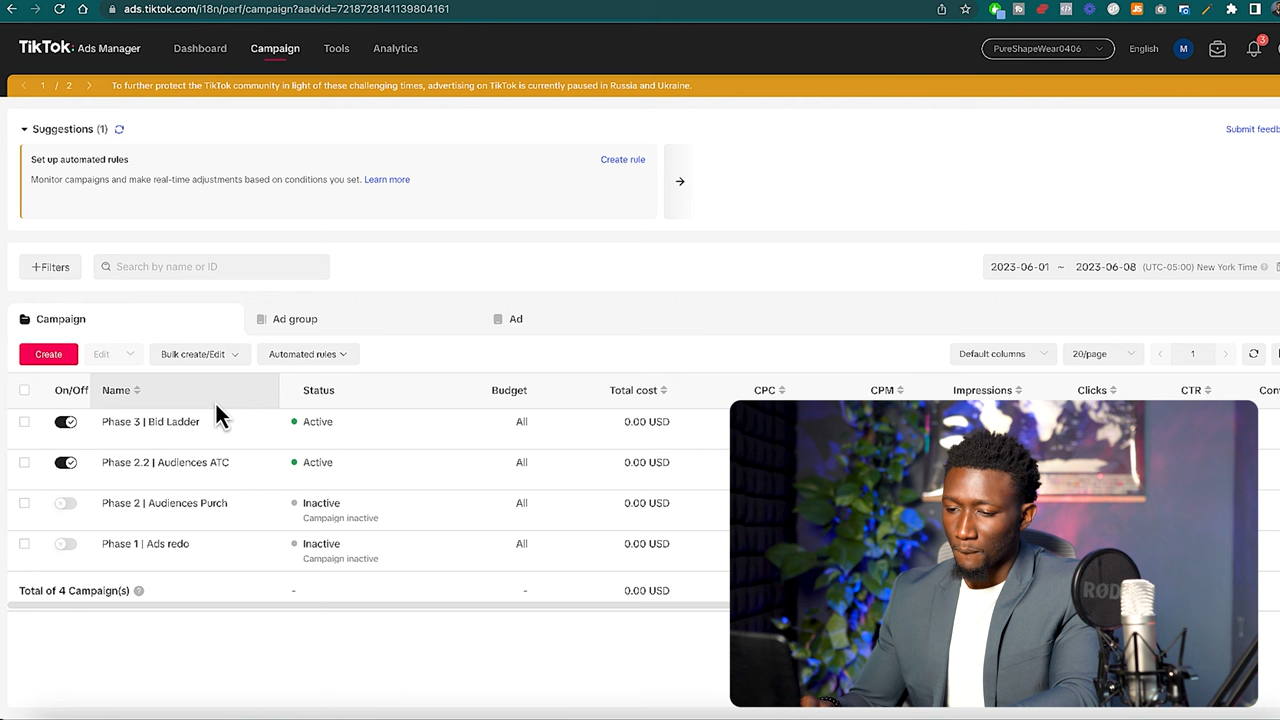 ads.tiktok.com/i18n/perf/campaign?aadvid=7218728141139804161
TikTok: Ads Manager Dashboard Campaign Tools Analytics PureShapeWear0406 English M 3
1 / 2 To further protect the TikTok community in light of these challenging times, advertising on TikTok is currently paused in Russia and Ukraine.
Suggestions (1) Submit feedb
Set up automated rules Create rule
Monitor campaigns and make real-time adjustments based on conditions you set. Learn more
+Filters Search by name or ID 2023-06-01 ~ 2023-06-08 (UTC-05:00) New York Time
Campaign Ad group Ad
Create Edit Bulk create/Edit Automated rules Default columns 20/page 1
On/Off Name Status Budget Total cost CPC CPM Impressions Clicks CTR Con
Phase 3 | Bid Ladder Active All 0.00 USD
Phase 2.2 | Audiences ATC Active All 0.00 USD
Phase 2 | Audiences Purch Inactive All 0.00 USD
Campaign inactive
Phase 1 | Ads redo Inactive All 0.00 USD
Campaign inactive
Total of 4 Campaign(s) ? - - 0.00 USD
RØDE